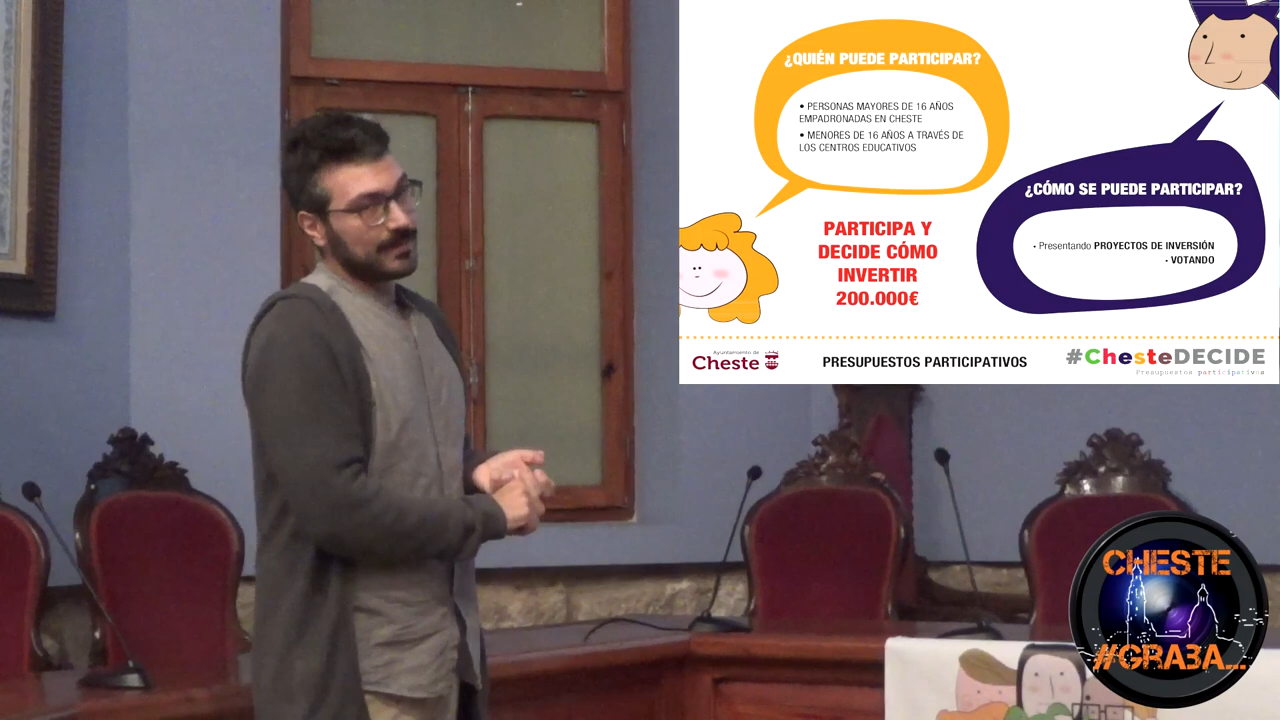 ¿QUIÉN PUEDE PARTICIPAR?
• PERSONAS MAYORES DE 16 AÑOS
EMPADRONADAS EN CHESTE
• MENORES DE 16 AÑOS A TRAVÉS DE
LOS CENTROS EDUCATIVOS
¿CÓMO SE PUEDE PARTICIPAR?
• Presentando PROYECTOS DE INVERSIÓN
• VOTANDO
PARTICIPA Y
DECIDE CÓMO
INVERTIR
200.000€
Ayuntamiento de
Cheste
PRESUPUESTOS PARTICIPATIVOS
#ChesteDECIDE
Presupuestos participativos
CHESTE
#GRABA...